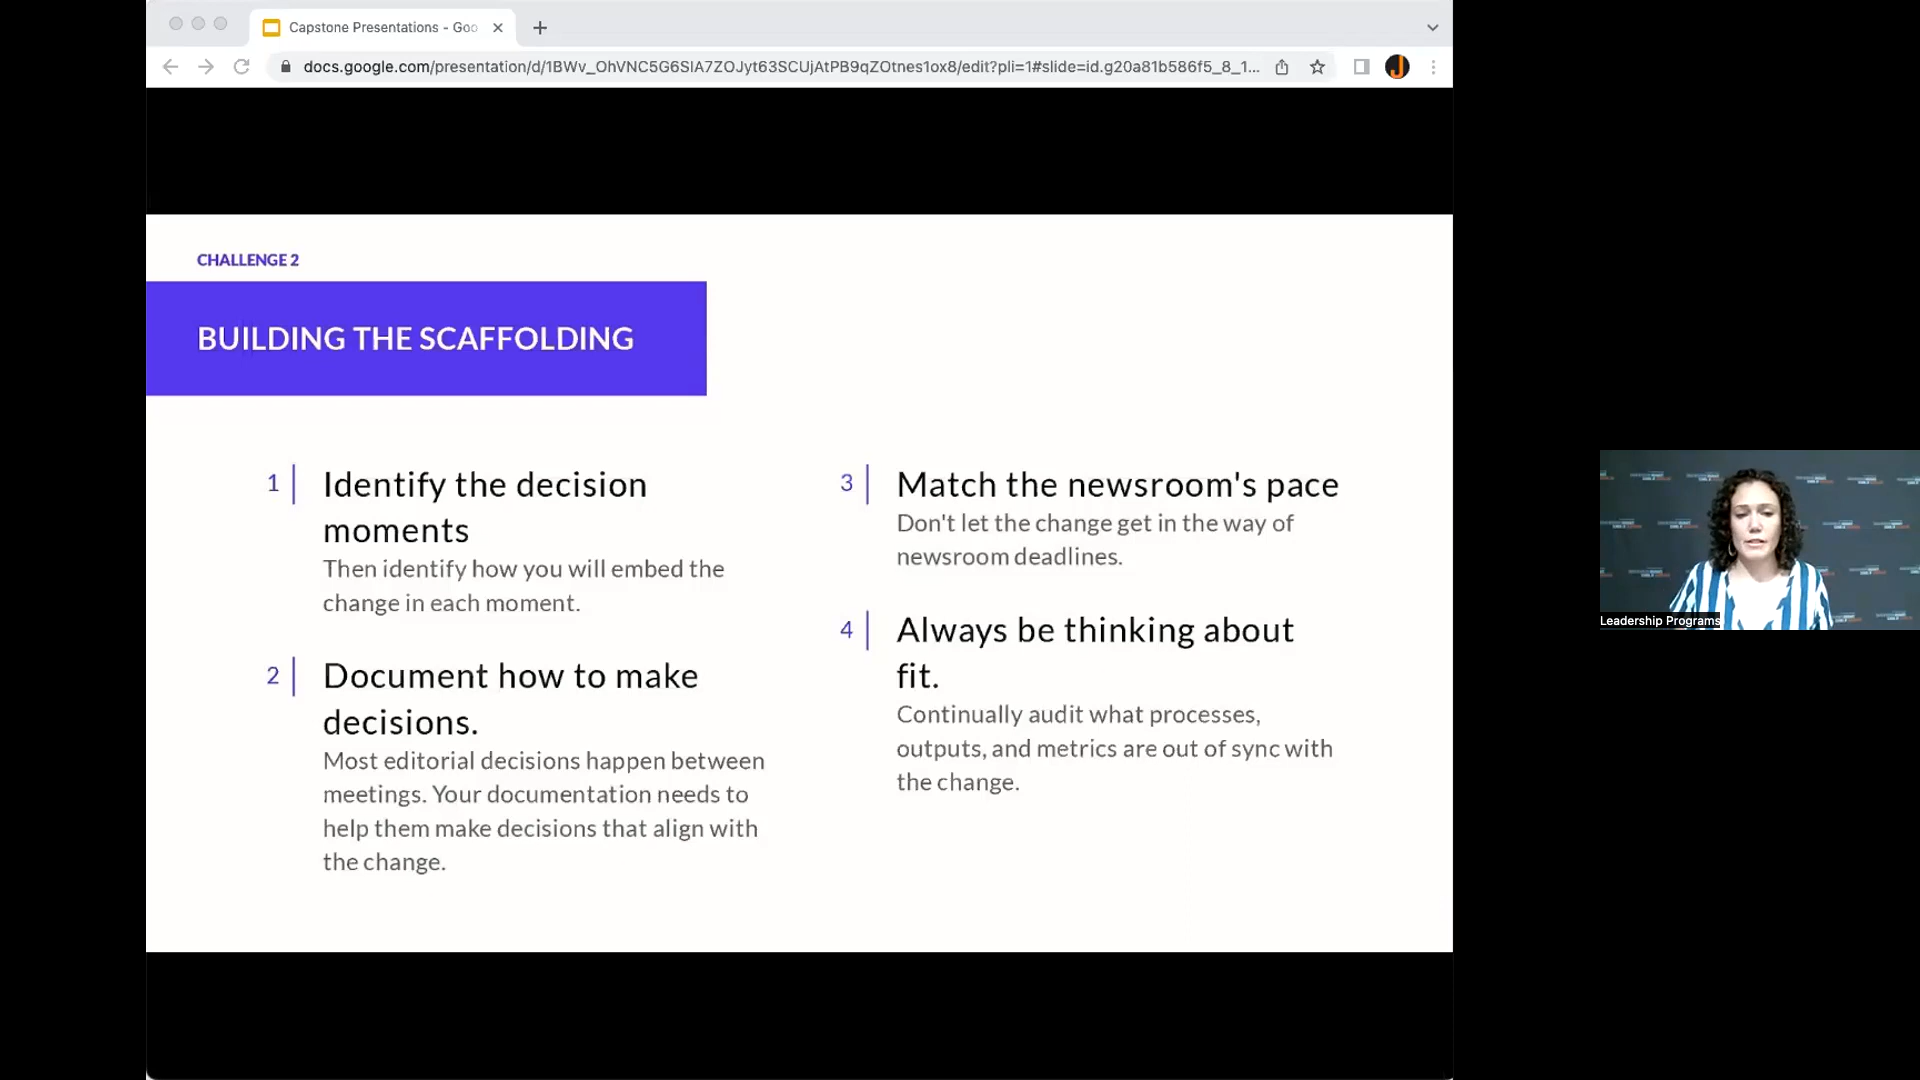 Capstone Presentations - Goo
docs.google.com/presentation/d/1BWv_OhVNC5G6SIA7ZOJyt63SCUjAtPB9qZOtnes1ox8/edit?pli=1#slide=id.g20a81b586f5_8_1...
CHALLENGE 2
BUILDING THE SCAFFOLDING
1
Identify the decision
moments
Then identify how you will embed the
change in each moment.
2
Document how to make
decisions.
Most editorial decisions happen between
meetings. Your documentation needs to
help them make decisions that align with
the change.
3
Match the newsroom's pace
Don't let the change get in the way of
newsroom deadlines.
4
Always be thinking about
fit.
Continually audit what processes,
outputs, and metrics are out of sync with
the change.
Leadership Programs